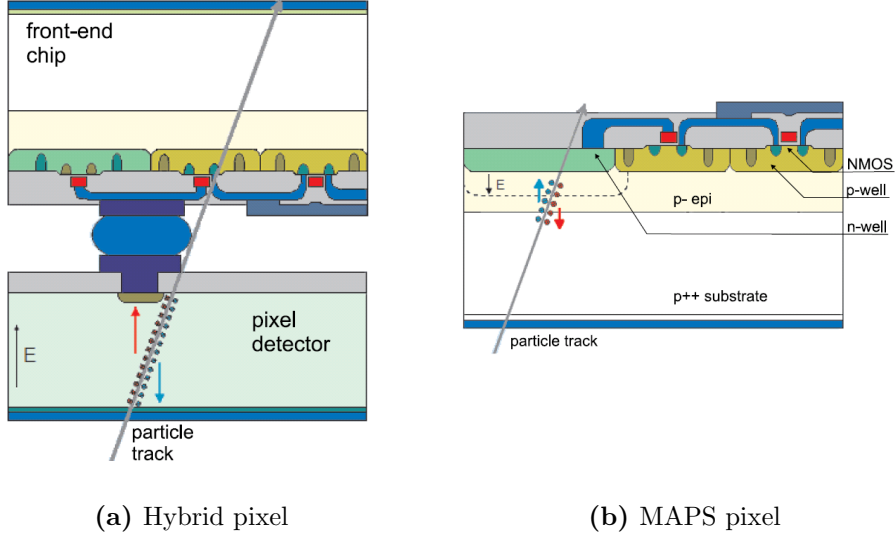 front-end
chip
pixel
detector
E
particle
track
(a) Hybrid pixel
E
p- epi
NMOS
p-well
n-well
p++ substrate
particle track
(b) MAPS pixel